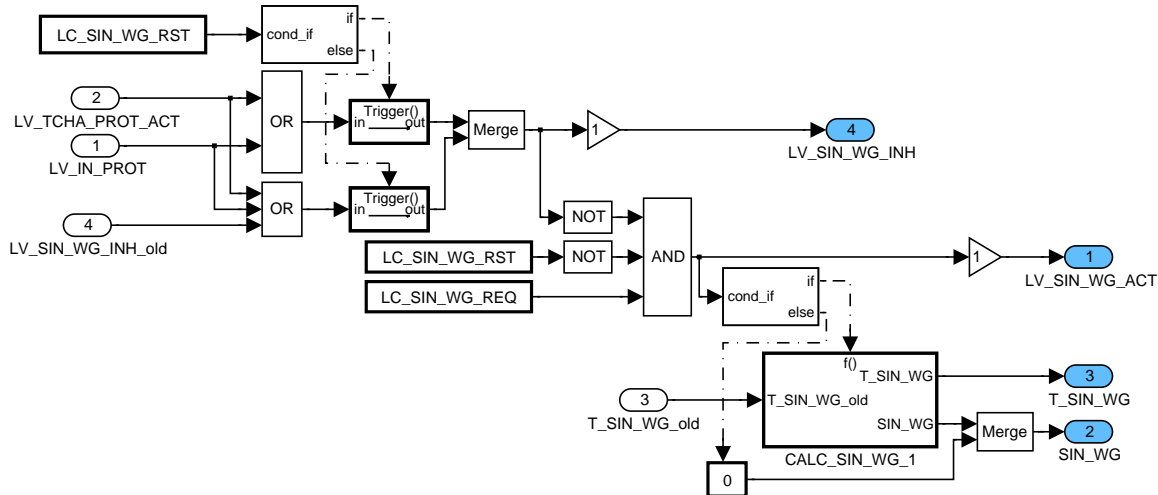 if
LC_SIN_WG_RST
cond_if
else
2
LV_TCHA_PROT_ACT
OR
Trigger()
in
out
Merge
1
4
LV_SIN_WG_INH
1
LV_IN_PROT
OR
Trigger()
in
out
4
LV_SIN_WG_INH_old
NOT
LC_SIN_WG_RST
NOT
AND
LC_SIN_WG_REQ
1
1
LV_SIN_WG_ACT
if
cond_if
else
f()
3
T_SIN_WG_old
T_SIN_WG_old
T_SIN_WG
SIN_WG
CALC_SIN_WG_1
3
T_SIN_WG
Merge
2
SIN_WG
0